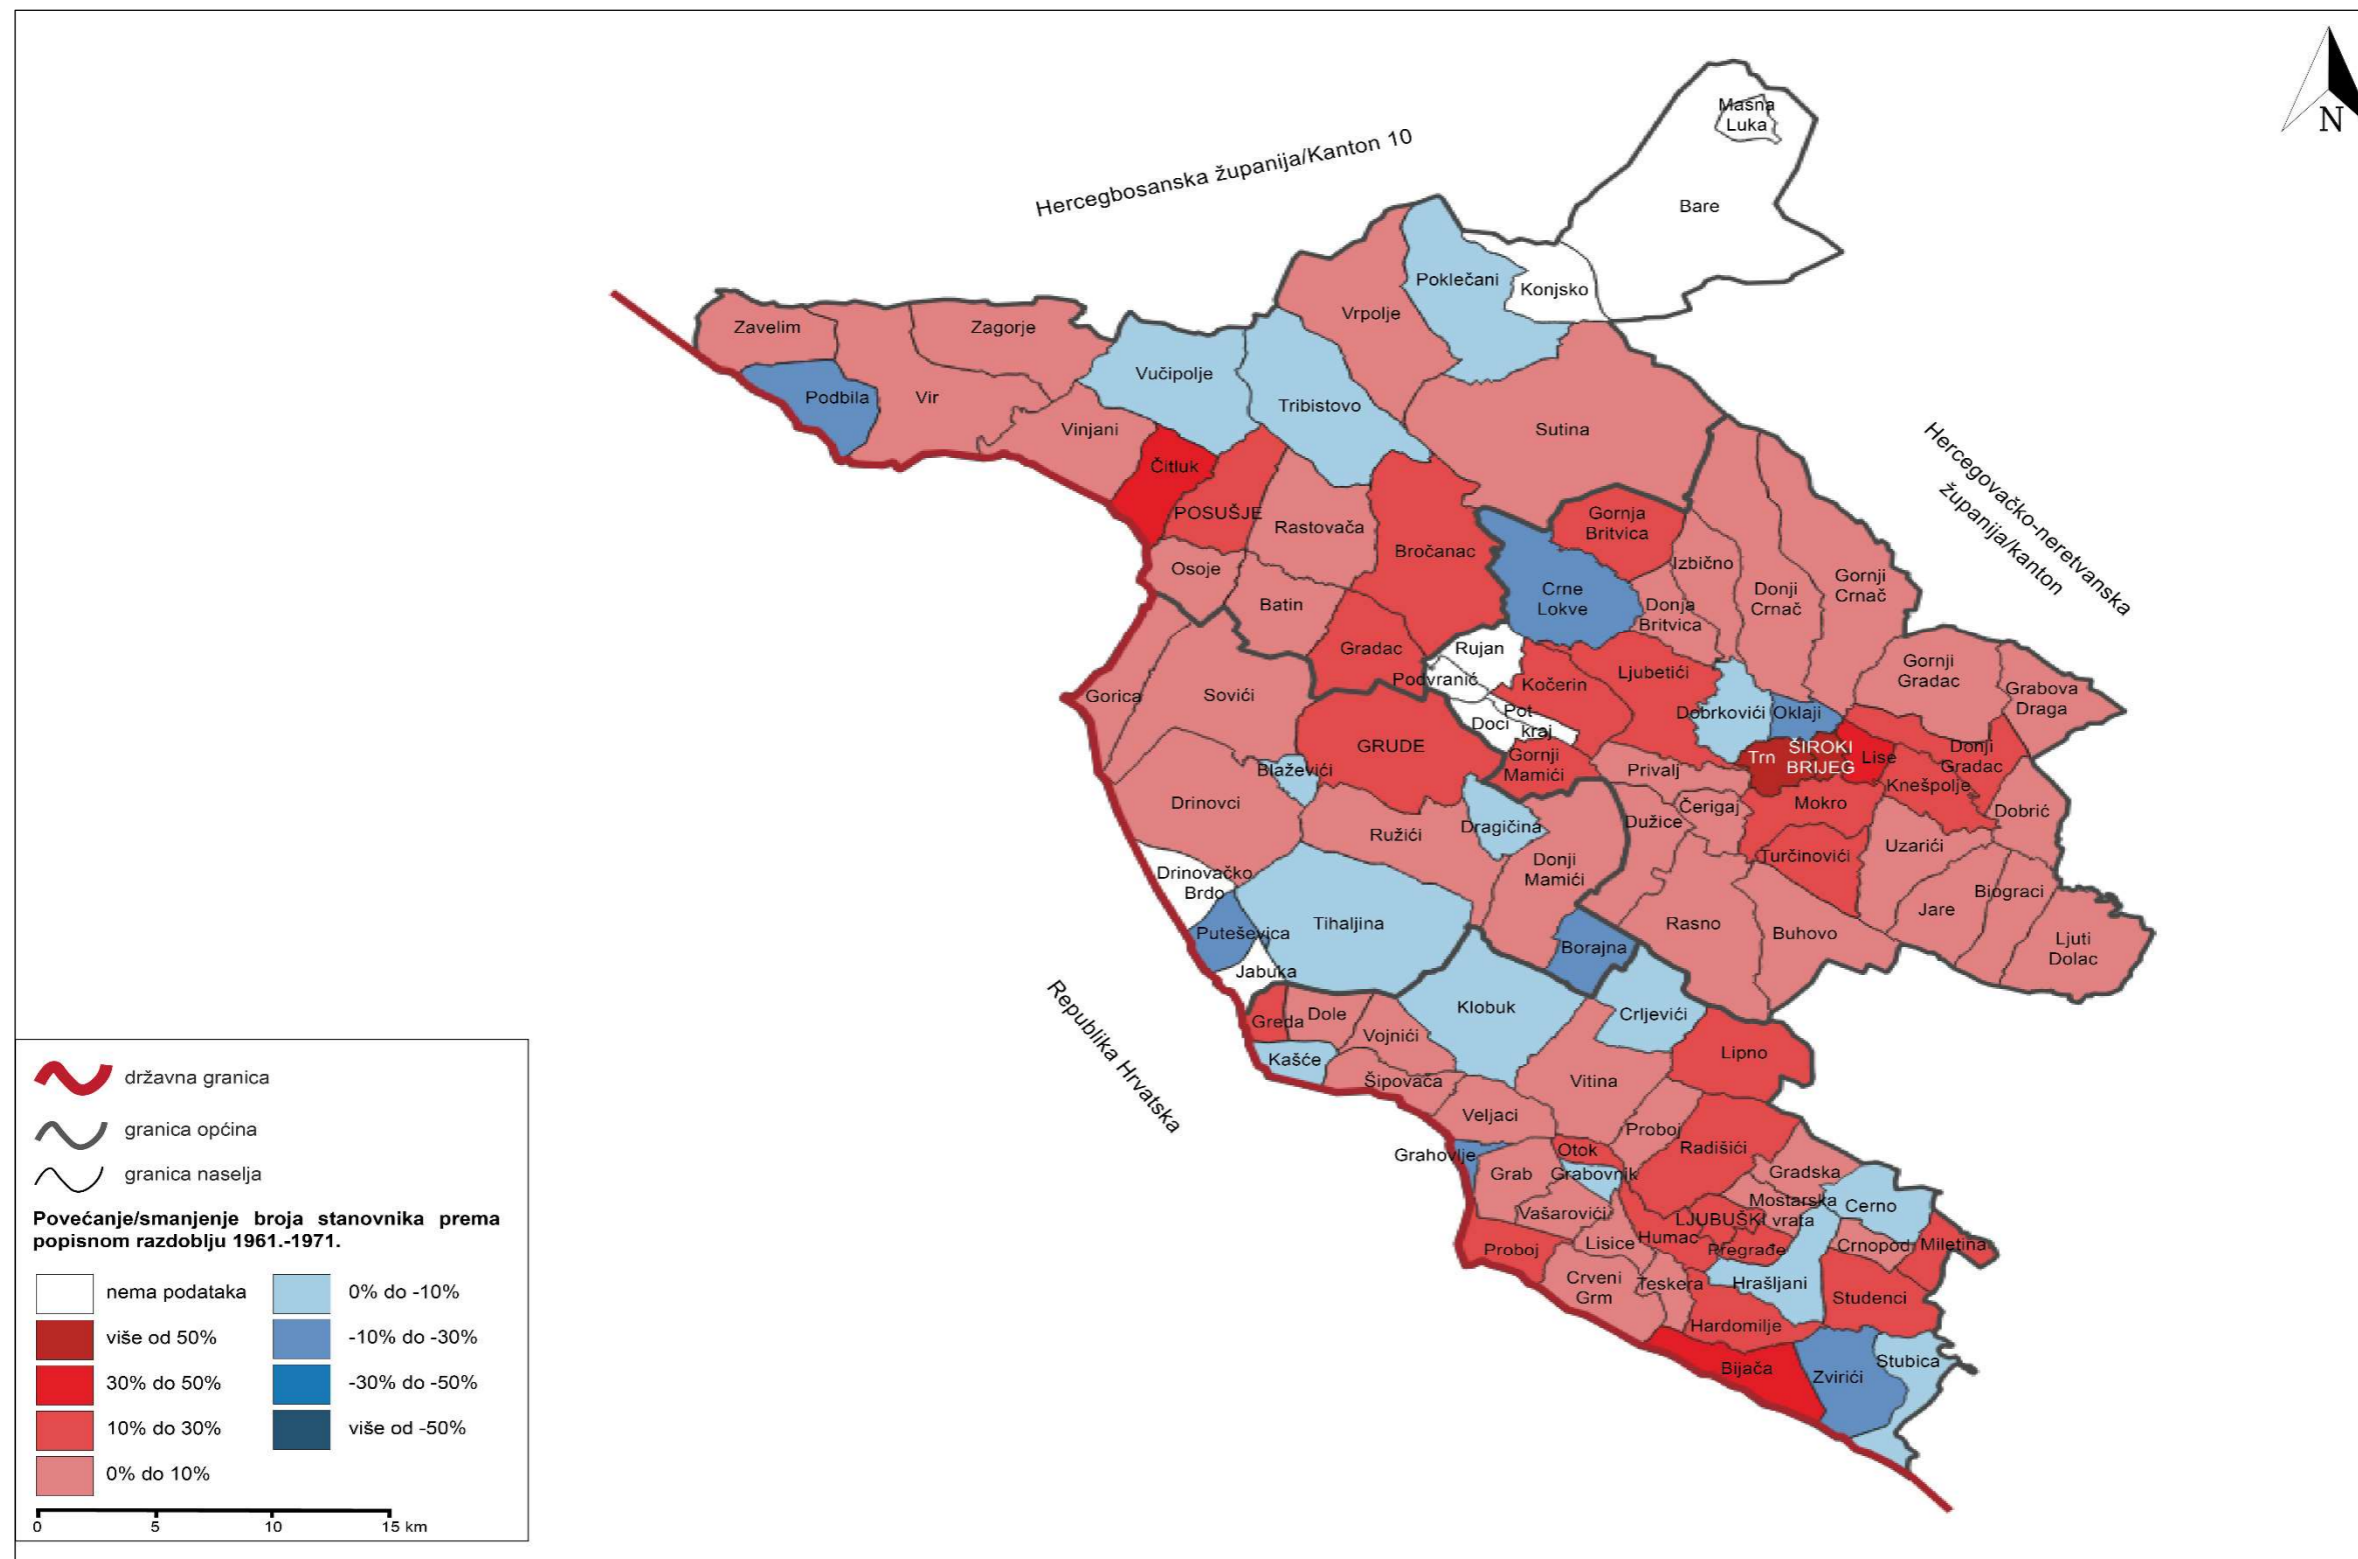 N
Hercegbosanska županija/Kanton 10
Masna
Luka
Bare
Poklečani
Konjsko
Vrpolje
Zavelim
Zagorje
Vučipolje
Podbila
Vir
Tribistovo
Vinjani
Sutina
Hercegovačko-neretvanska
županija/kanton
Čitluk
POSUŠJE
Rastovača
Gornja
Britvica
Bročanac
Osoje
Izbično
Crne
Lokve
Donji
Crnač
Gornji
Crnač
Batin
Donja
Britvica
Gradac
Rujan
Podvranić
Kočerin
Ljubetići
Gornji
Gradac
Grabova
Draga
Gorica
Sovići
Doci
Pot-
kraj
Dobrkovići
Oklaji
GRUDE
Gornji
Mamići
Trn
ŠIROKI
BRIJEG
Lise
Donji
Gradac
Blaževići
Privalj
Knešpolje
Drinovci
Čerigaj
Mokro
Dobrić
Ružići
Dragičina
Dužice
Turčinovići
Uzarići
Donji
Mamići
Drinovačko
Brdo
Biograci
Jare
Tihaljina
Rasno
Buhovo
Puteševica
Borajna
Ljuti
Dolac
Jabuka
Republika Hrvatska
Greda
Dole
Klobuk
Crljevići
Vojnići
Kašće
Lipno
Šipovača
Vitina
Veljaci
Proboj
Grahovlje
Otok
Radišići
Grab
Grabovnik
Gradska
Mostarska
vrata
Cerno
Vašarovići
LJUBUŠKI
Proboj
Lisice
Humac
Pregrađe
Crnopod
Miletina
Crveni
Grm
Teskera
Hrašljani
Studenci
Hardomilje
Bijača
Zvirići
Stubica
državna granica
granica općina
granica naselja
Povećanje/smanjenje broja stanovnika prema
popisnom razdoblju 1961.-1971.
nema podataka
više od 50%
30% do 50%
10% do 30%
0% do 10%
0% do -10%
-10% do -30%
-30% do -50%
više od -50%
0 5 10 15 km